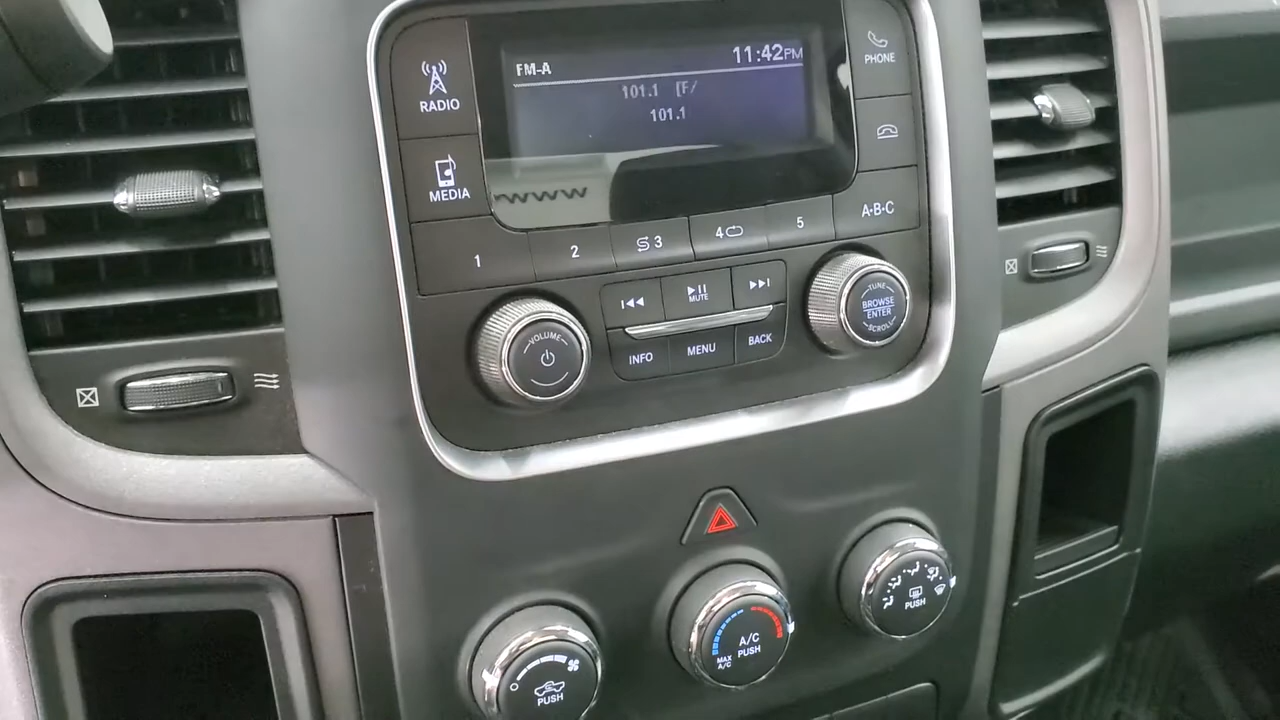 RADIO
MEDIA
FM-A
11:42PM
101.1 [F/
101.1
PHONE
1
2
3
4
5
A·B·C
VOLUME
MUTE
INFO
MENU
BACK
TUNE
BROWSE
ENTER
SCROLL
PUSH
A/C
PUSH
MAX
A/C
PUSH